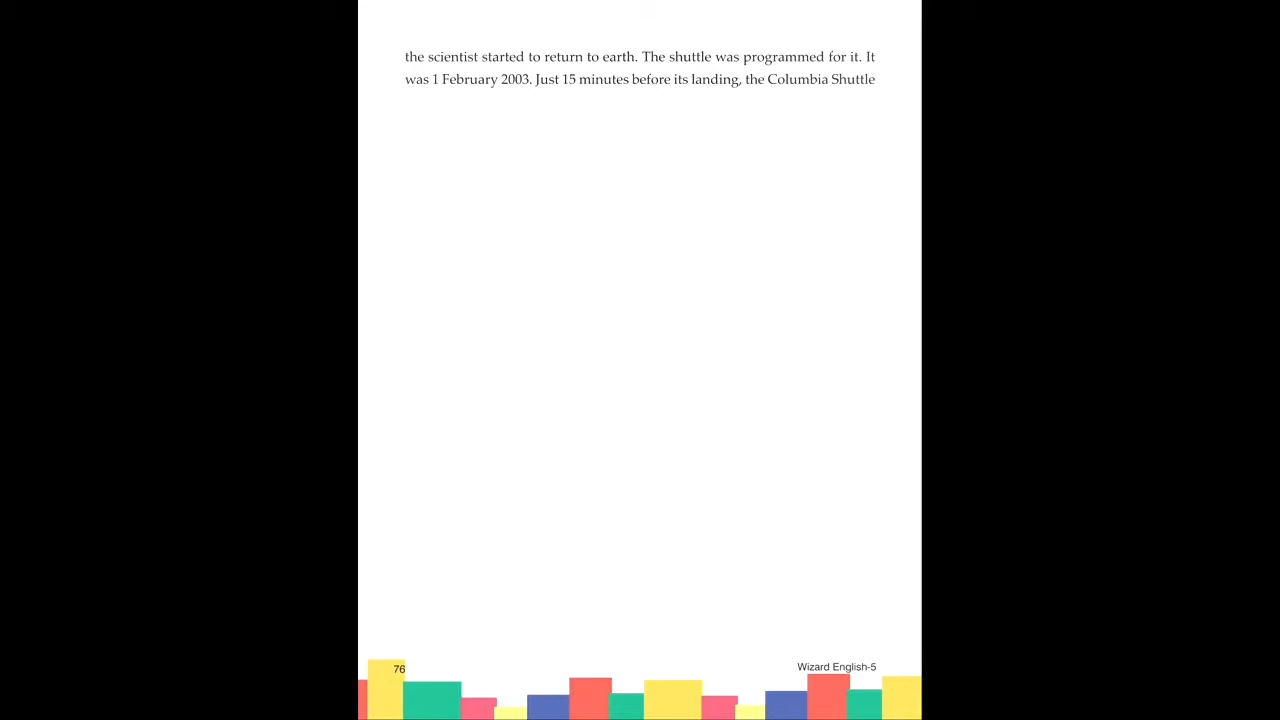 the scientist started to return to earth. The shuttle was programmed for it. It
was 1 February 2003. Just 15 minutes before its landing, the Columbia Shuttle
76
Wizard English-5